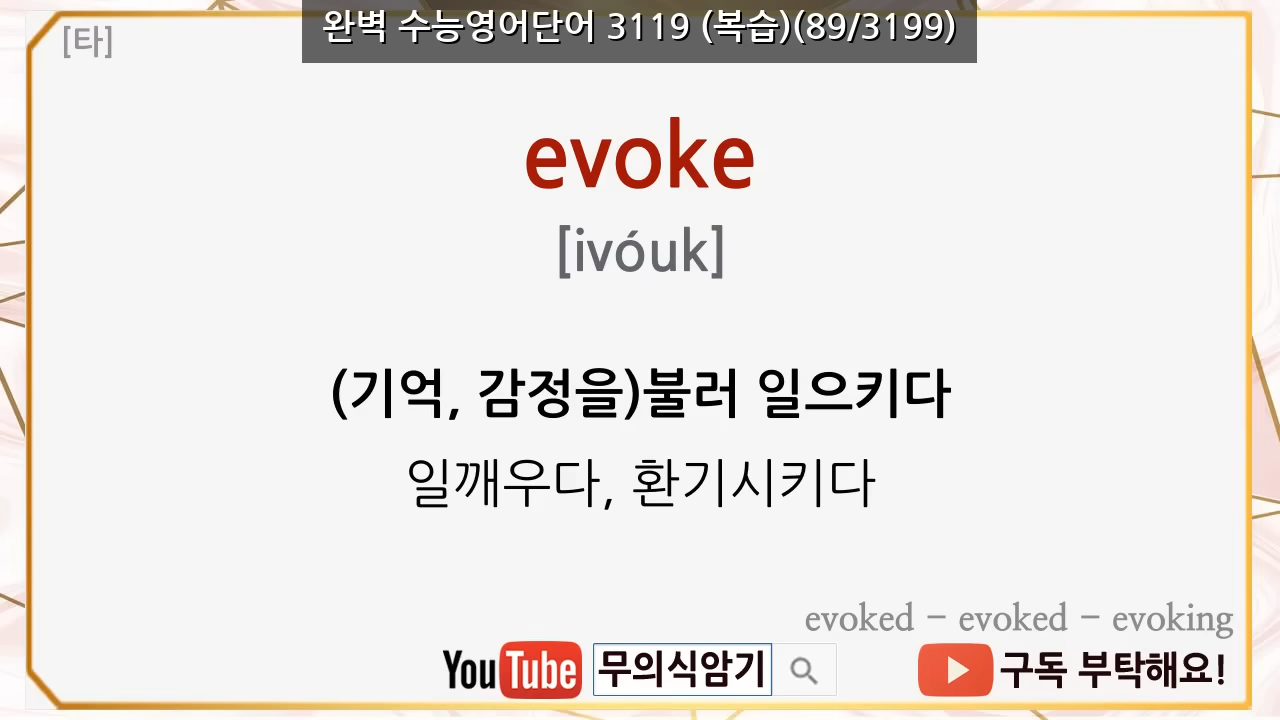 완벽 수능영어단어 3119 (복습)(89/3199)
[타]
evoke
[ivóuk]
(기억, 감정을)불러 일으키다
일깨우다, 환기시키다
evoked - evoked - evoking
YouTube 무의식암기 구독 부탁해요!